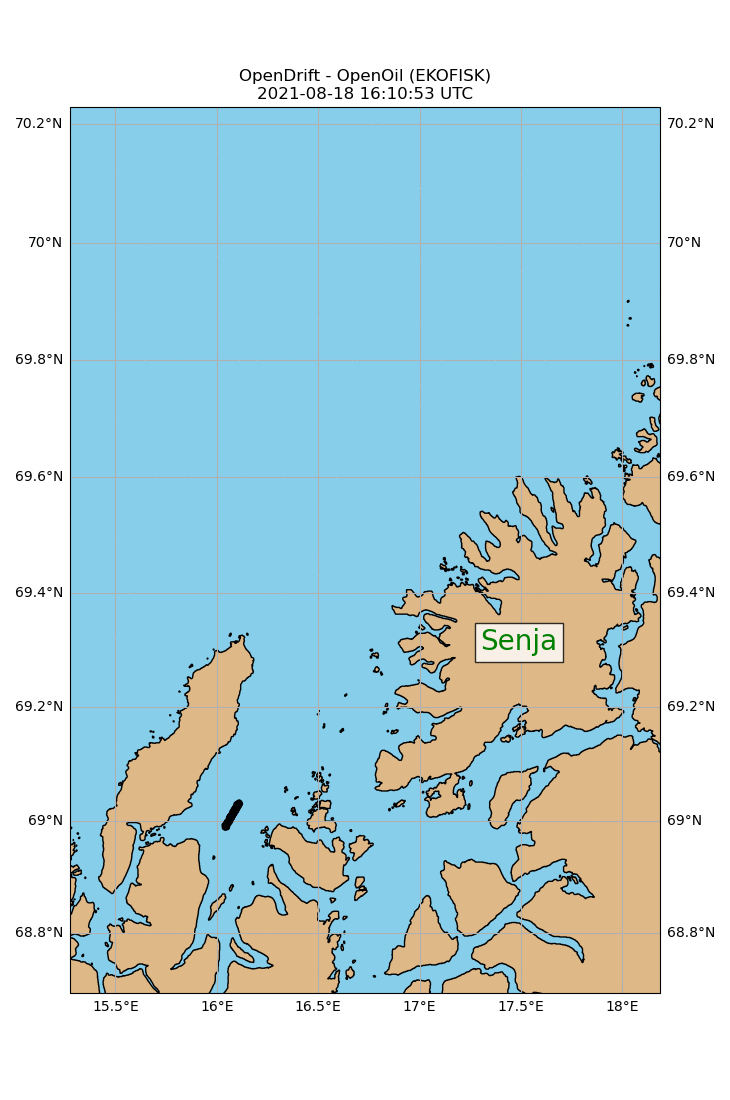 OpenDrift - OpenOil (EKOFISK)
2021-08-18 16:10:53 UTC
70.2°N 70.2°N
70°N 70°N
69.8°N 69.8°N
69.6°N 69.6°N
69.4°N 69.4°N
Senja
69.2°N 69.2°N
69°N 69°N
68.8°N 68.8°N
15.5°E 16°E 16.5°E 17°E 17.5°E 18°E